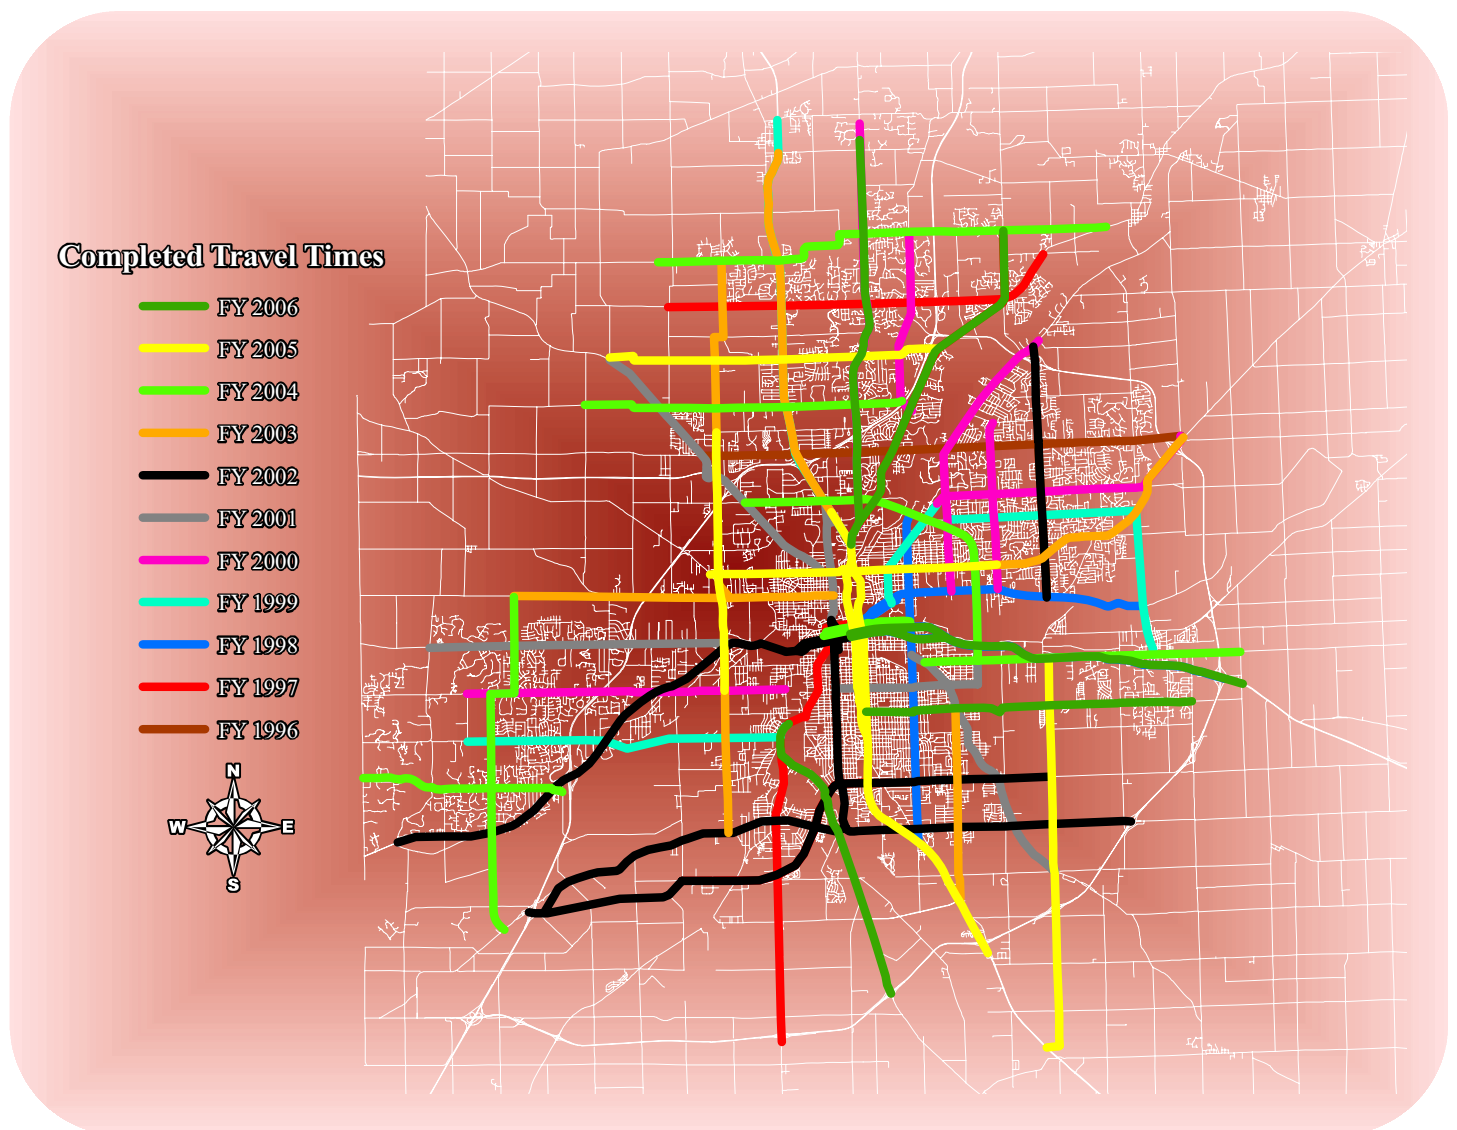 Completed Travel Times
FY 2006
FY 2005
FY 2004
FY 2003
FY 2002
FY 2001
FY 2000
FY 1999
FY 1998
FY 1997
FY 1996
N
W E
S